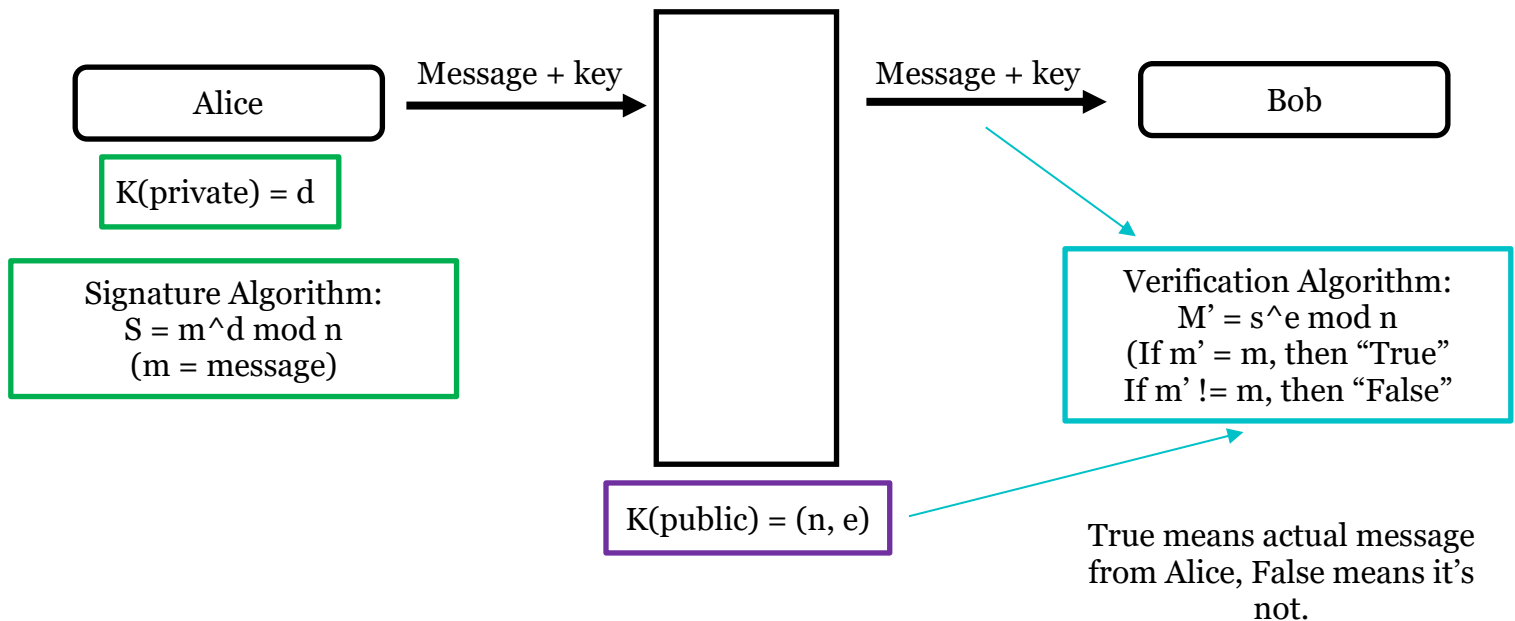 Message + key
Message + key
Alice
Bob
K(private) = d
Signature Algorithm:
S = m^d mod n
(m = message)
Verification Algorithm:
M’ = s^e mod n
(If m’ = m, then “True”
If m’ != m, then “False”
K(public) = (n, e)
True means actual message
from Alice, False means it’s
not.